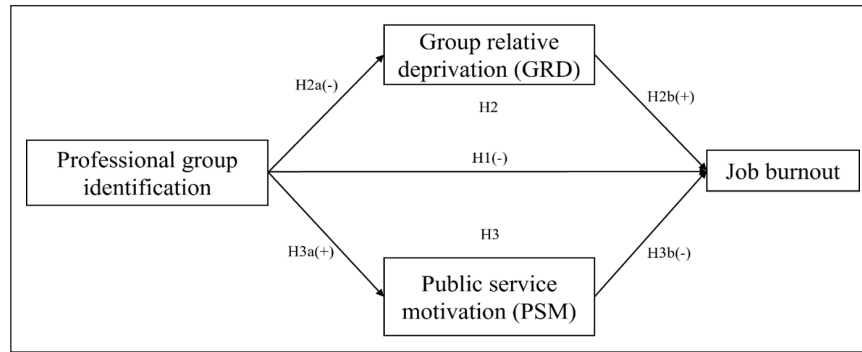 Group relative
deprivation (GRD)
H2a(-)
H2b(+)
H2
Professional group
identification
H1(-)
Job burnout
H3
H3a(+)
H3b(-)
Public service
motivation (PSM)